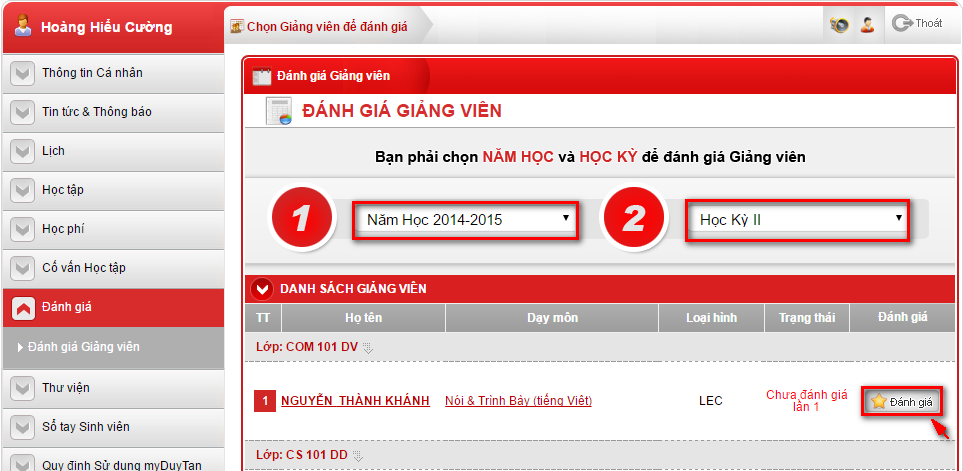 Hoàng Hiếu Cường
Thông tin Cá nhân
Tin tức & Thông báo
Lịch
Học tập
Học phí
Cố vấn Học tập
Đánh giá
Đánh giá Giảng viên
Thư viện
Sổ tay Sinh viên
Quy định Sử dụng myDuyTan
Chọn Giảng viên để đánh giá
Thoát
Đánh giá Giảng viên
ĐÁNH GIÁ GIẢNG VIÊN
Bạn phải chọn NĂM HỌC và HỌC KỲ để đánh giá Giảng viên
1 Năm Học 2014-2015 2 Học Kỳ II
DANH SÁCH GIẢNG VIÊN
TT Họ tên Dạy môn Loại hình Trạng thái Đánh giá
Lớp: COM 101 DV
1 NGUYỄN THÀNH KHÁNH Nói & Trình Bày (tiếng Việt) LEC Chưa đánh giá
lần 1
Đánh giá
Lớp: CS 101 DD